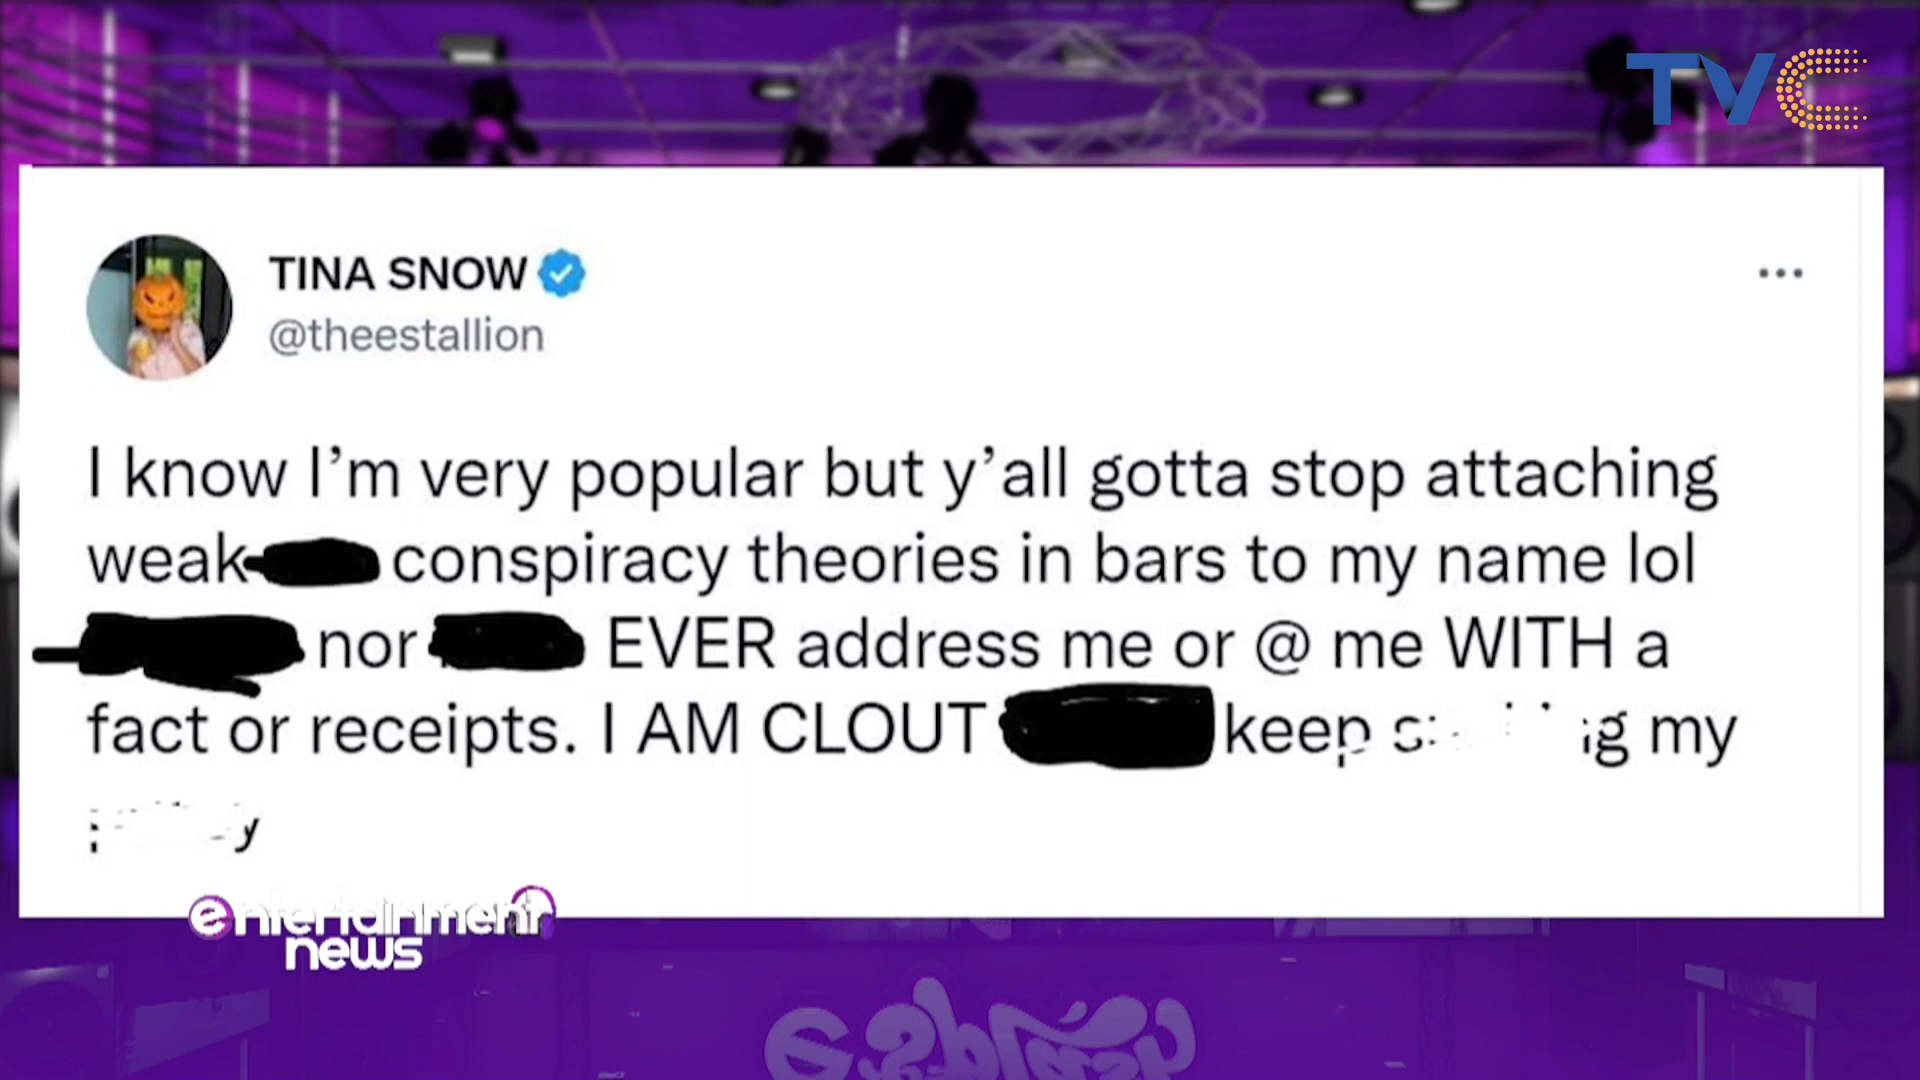 TVC
TINA SNOW
@theestallion
I know I’m very popular but y’all gotta stop attaching
weak- conspiracy theories in bars to my name lol
nor EVER address me or @ me WITH a
fact or receipts. I AM CLOUT keep my
entertainment
news